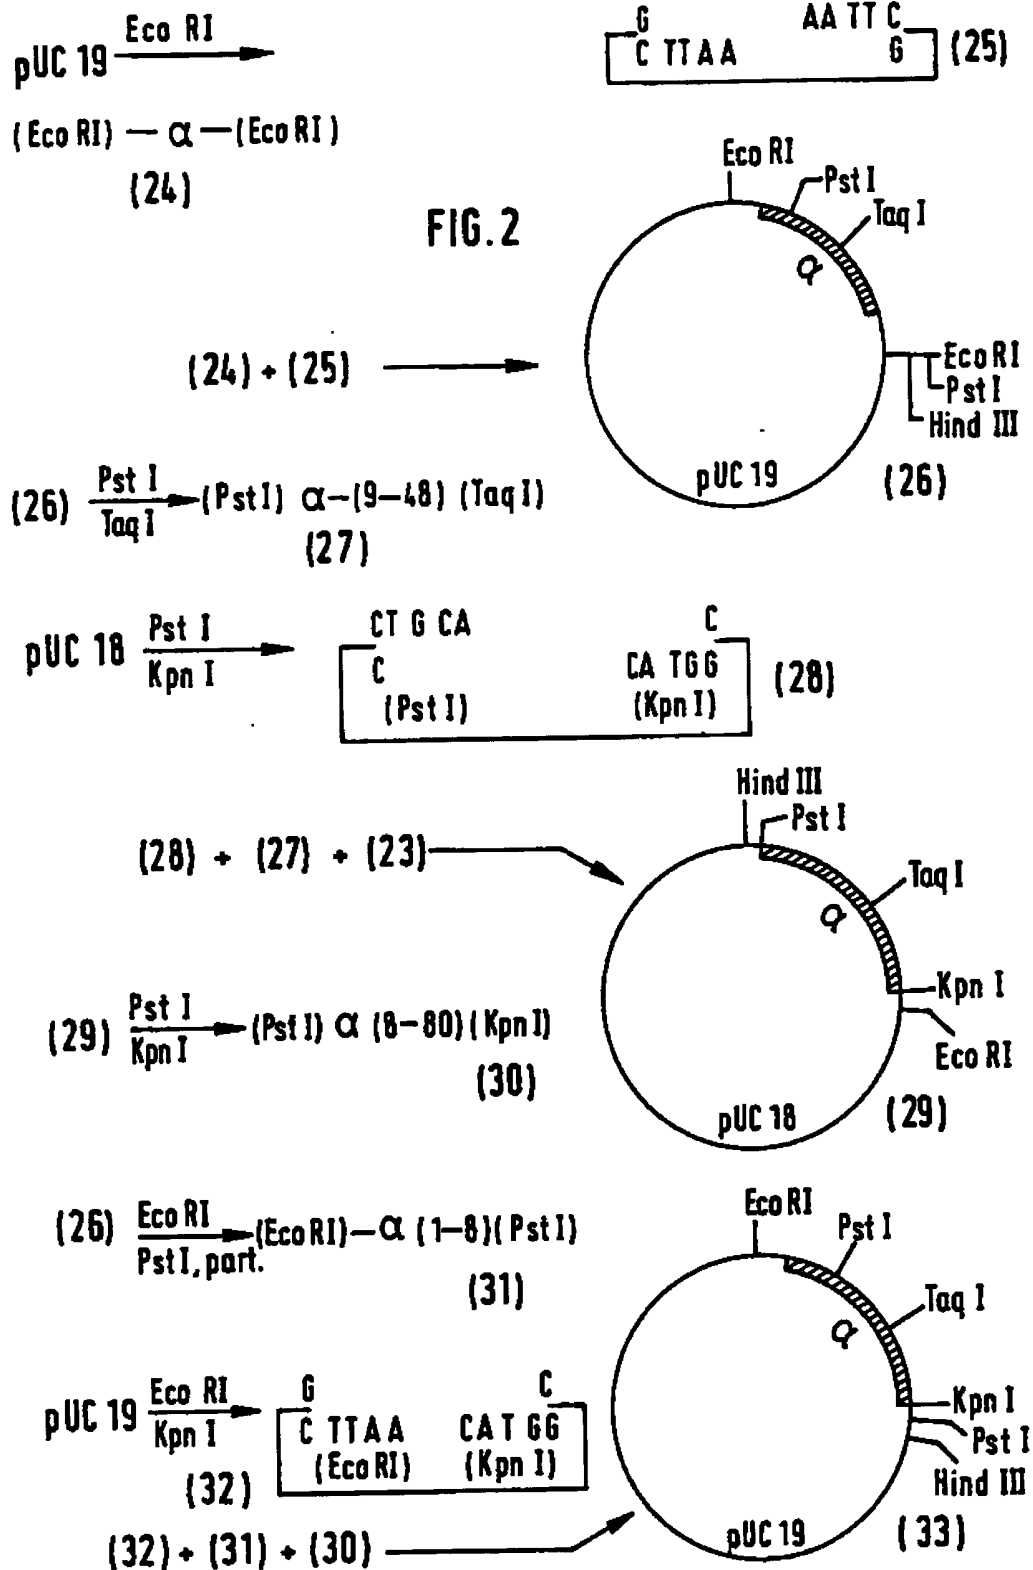 pUC 19 Eco RI
G AA TT C
C TT A A G (25)
(Eco RI) — α — (Eco RI)
(24)
FIG. 2
Eco RI
Pst I
Taq I
α
(24) + (25)
Eco RI
Pst I
Hind III
pUC 19
(26)
(26) Pst I
Taq I
(Pst I) α-(9-48) (Taq I)
(27)
pUC 18 Pst I
Kpn I
CT G CA C
C CA TG G
(Pst I) (Kpn I)
(28)
(28) + (27) + (23)
Hind III
Pst I
Taq I
α
Kpn I
Eco RI
pUC 18
(29)
(29) Pst I
Kpn I
(Pst I) α (8-80) (Kpn I)
(30)
(26) Eco RI
Pst I, part.
(Eco RI)-α (1-8) (Pst I)
(31)
Eco RI
Pst I
Taq I
α
Kpn I
Pst I
Hind III
pUC 19
(33)
pUC 19 Eco RI
Kpn I
(32)
G C
C TT A A CA T GG
(Eco RI) (Kpn I)
(32) + (31) + (30)